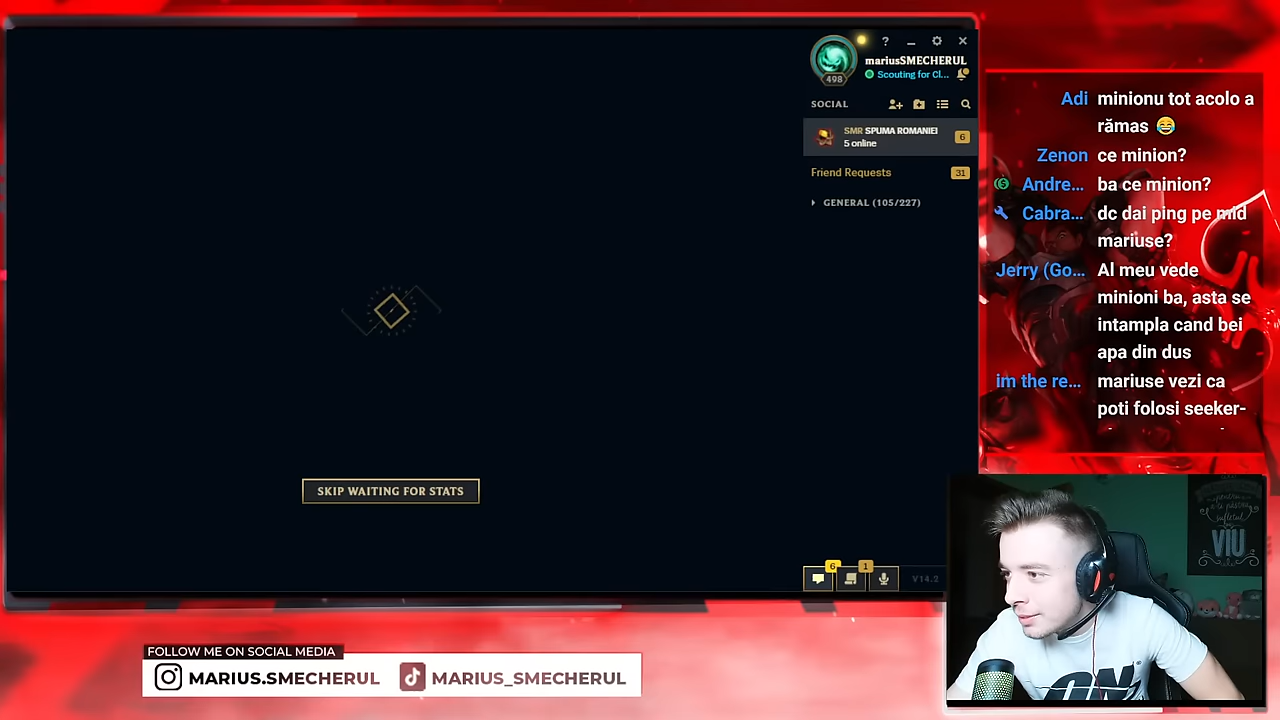 mariusSMECHERUL
498
Scouting for Cl...
SOCIAL
SMR SPUMA ROMANIEI
5 online
6
Friend Requests
31
GENERAL (105/227)
SKIP WAITING FOR STATS
6
1
V14.2
Adi minionu tot acolo a
rămas 😂
Zenon ce minion?
Andre... ba ce minion?
Cabra... dc dai ping pe mid
mariuse?
Jerry (Go... Al meu vede
minioni ba, asta se
intampla cand bei
apa din dus
im the re... mariuse vezi ca
poti folosi seeker-
pentru
sufletul
VIU
ON
FOLLOW ME ON SOCIAL MEDIA
MARIUS.SMECHERUL
MARIUS_SMECHERUL